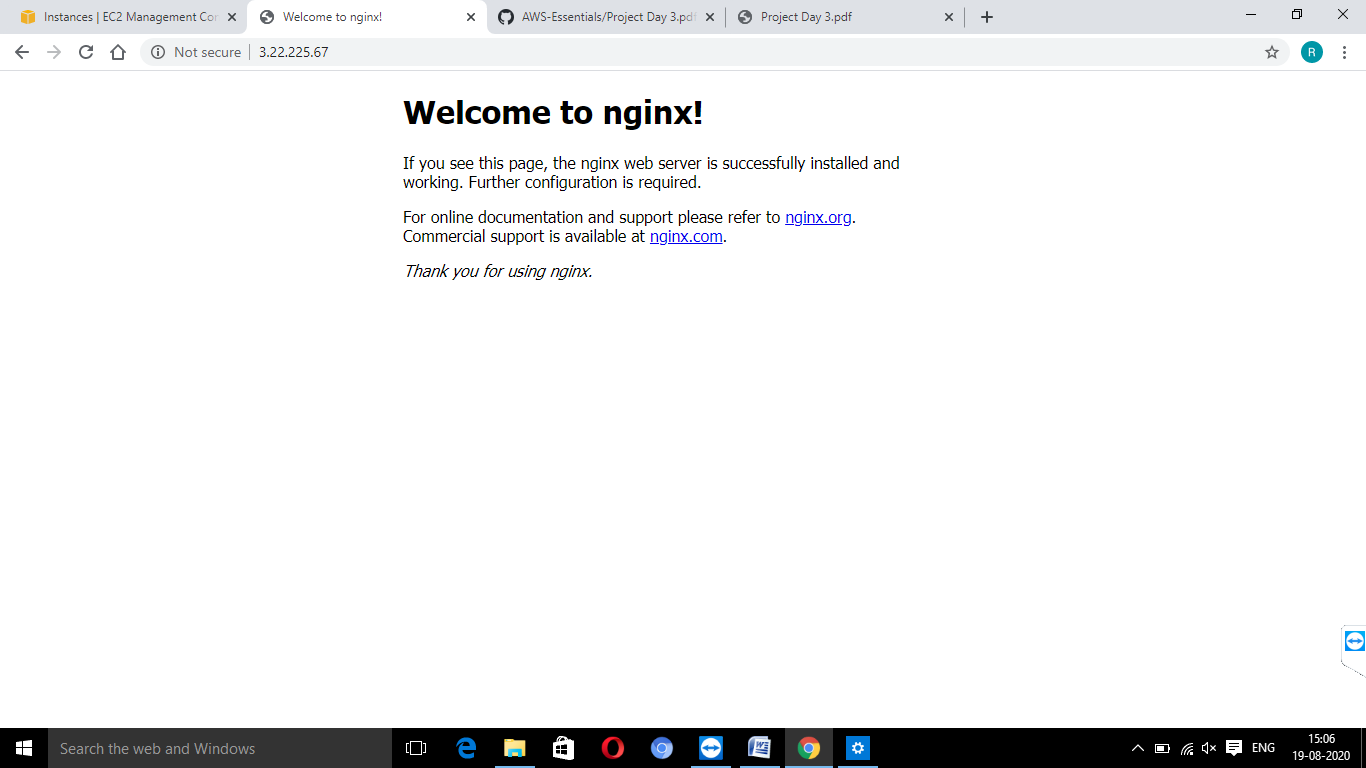 Instances | EC2 Management Con
Welcome to nginx!
AWS-Essentials/Project Day 3.pdf
Project Day 3.pdf
Not secure
3.22.225.67
R
Welcome to nginx!
If you see this page, the nginx web server is successfully installed and
working. Further configuration is required.
For online documentation and support please refer to nginx.org.
Commercial support is available at nginx.com.
Thank you for using nginx.
Search the web and Windows
ENG
15:06
19-08-2020